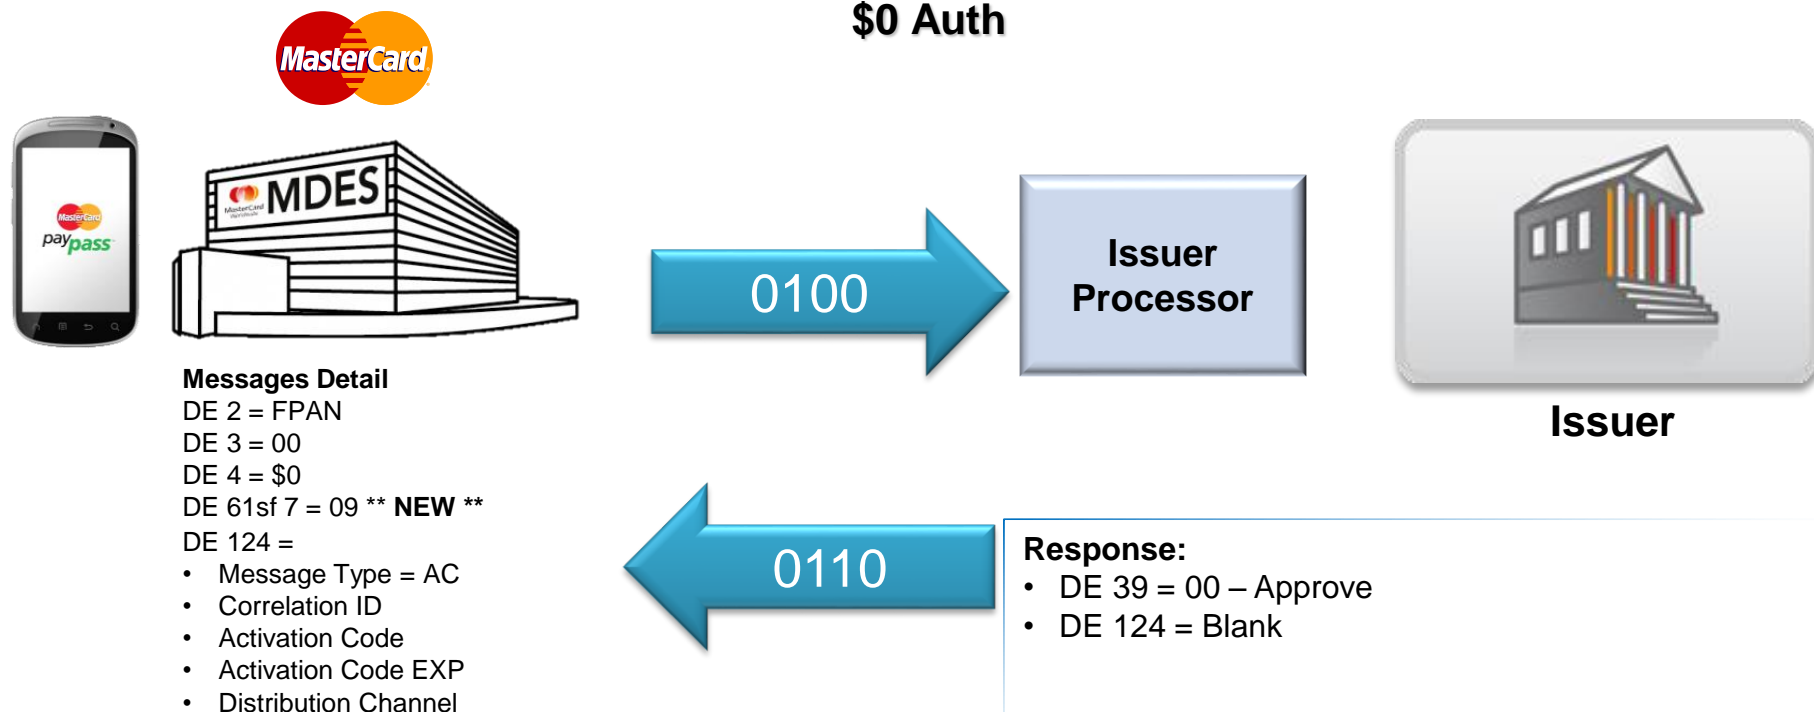 $0 Auth
MasterCard
MasterCard
paypass
MDES
MasterCard
0100
Issuer
Processor
Issuer
Messages Detail
DE 2 = FPAN
DE 3 = 00
DE 4 = $0
DE 61sf 7 = 09 ** NEW **
DE 124 =
• Message Type = AC
• Correlation ID
• Activation Code
• Activation Code EXP
• Distribution Channel
0110
Response:
• DE 39 = 00 – Approve
• DE 124 = Blank